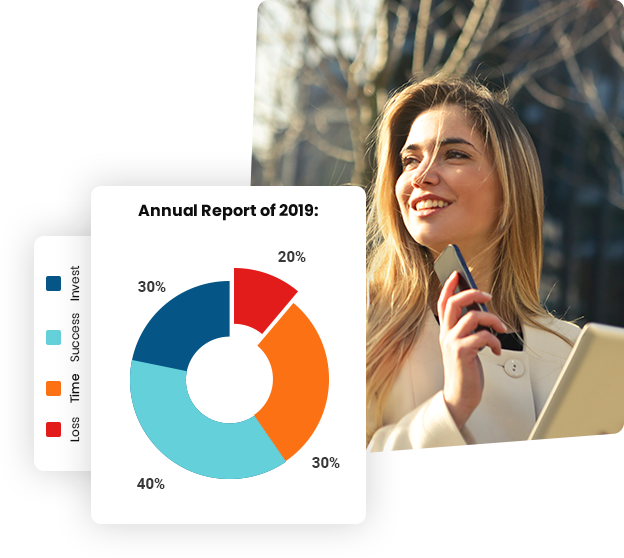 Annual Report of 2019:
20%
30%
30%
40%
Invest
Success
Time
Loss